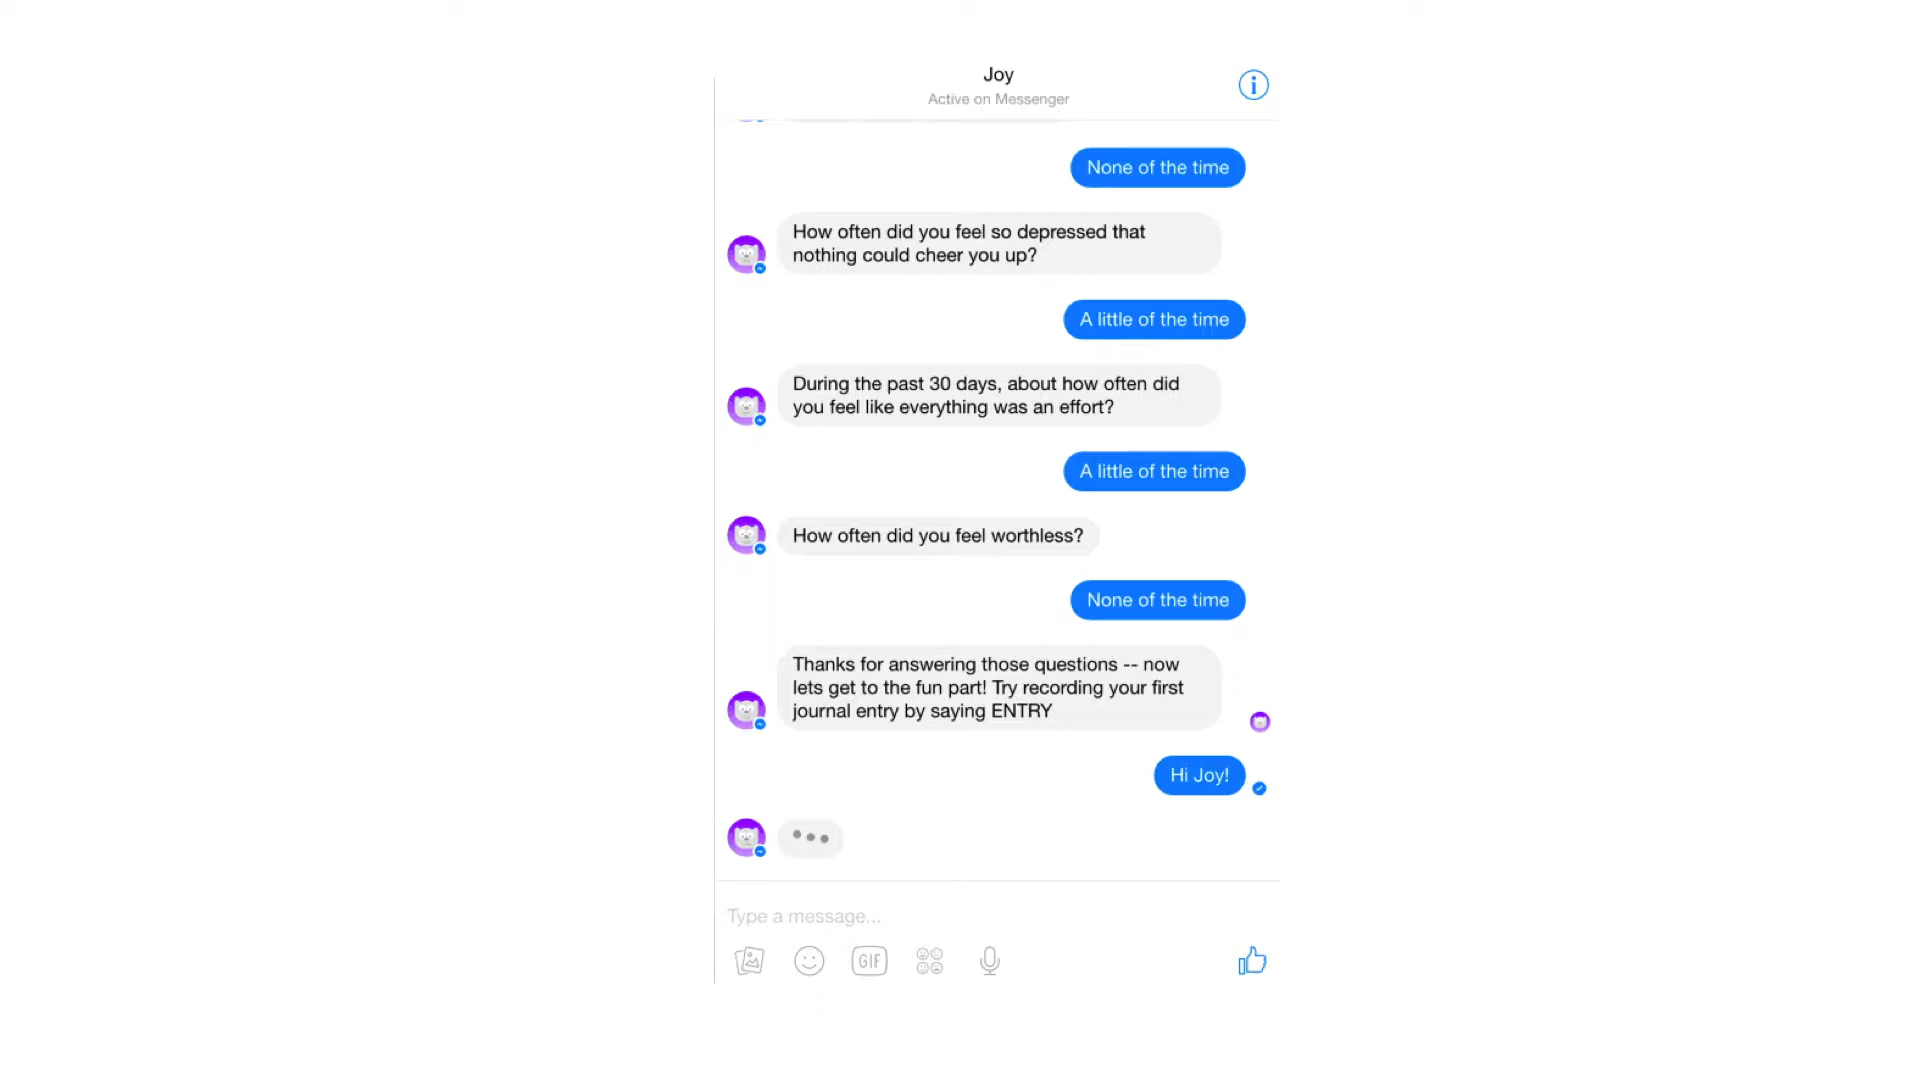 Joy
Active on Messenger
None of the time
How often did you feel so depressed that
nothing could cheer you up?
A little of the time
During the past 30 days, about how often did
you feel like everything was an effort?
A little of the time
How often did you feel worthless?
None of the time
Thanks for answering those questions -- now
lets get to the fun part! Try recording your first
journal entry by saying ENTRY
Hi Joy!
Type a message...
GIF